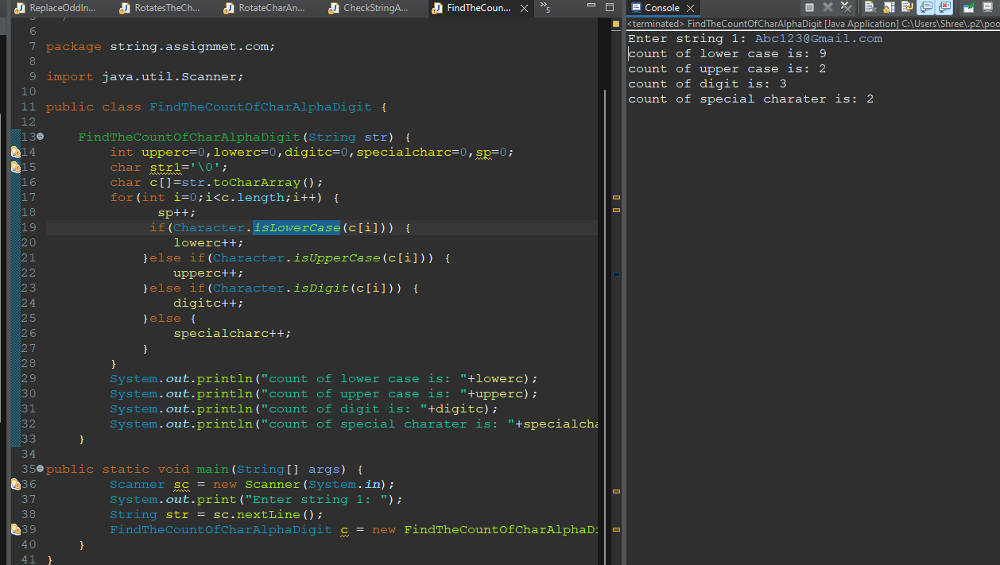 ReplaceOddIn... RotatesTheCh... RotateCharAn... CheckStringA... FindTheCoun... »5
6
7 package string.assignmet.com;
8
9 import java.util.Scanner;
10
11 public class FindTheCountOfCharAlphaDigit {
12
13 FindTheCountOfCharAlphaDigit(String str) {
14 int upperc=0,lowerc=0,digitc=0,specialcharc=0,sp=0;
15 char str1='\0';
16 char c[]=str.toCharArray();
17 for(int i=0;i<c.length;i++) {
18 sp++;
19 if(Character.isLowerCase(c[i])) {
20 lowerc++;
21 }else if(Character.isUpperCase(c[i])) {
22 upperc++;
23 }else if(Character.isDigit(c[i])) {
24 digitc++;
25 }else {
26 specialcharc++;
27 }
28 }
29 System.out.println("count of lower case is: "+lowerc);
30 System.out.println("count of upper case is: "+upperc);
31 System.out.println("count of digit is: "+digitc);
32 System.out.println("count of special charater is: "+specialcha
33 }
34
35 public static void main(String[] args) {
36 Scanner sc = new Scanner(System.in);
37 System.out.print("Enter string 1: ");
38 String str = sc.nextLine();
39 FindTheCountOfCharAlphaDigit c = new FindTheCountOfCharAlphaDi
40 }
41 }
Console
<terminated> FindTheCountOfCharAlphaDigit [Java Application] C:\Users\Shree\.p2\poo
Enter string 1: Abc123@Gmail.com
count of lower case is: 9
count of upper case is: 2
count of digit is: 3
count of special charater is: 2